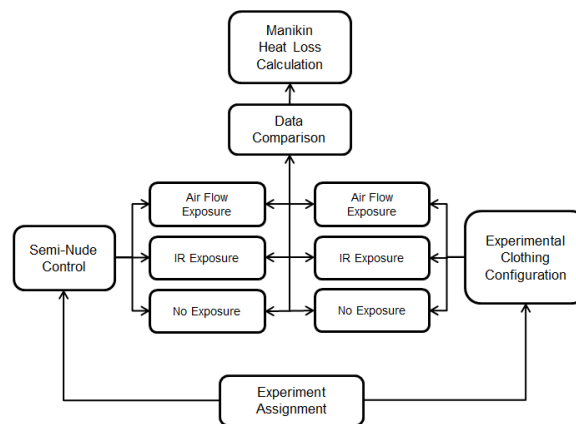 Manikin
Heat Loss
Calculation
Data
Comparison
Air Flow
Exposure
Air Flow
Exposure
Semi-Nude
Control
IR Exposure
IR Exposure
Experimental
Clothing
Configuration
No Exposure
No Exposure
Experiment
Assignment